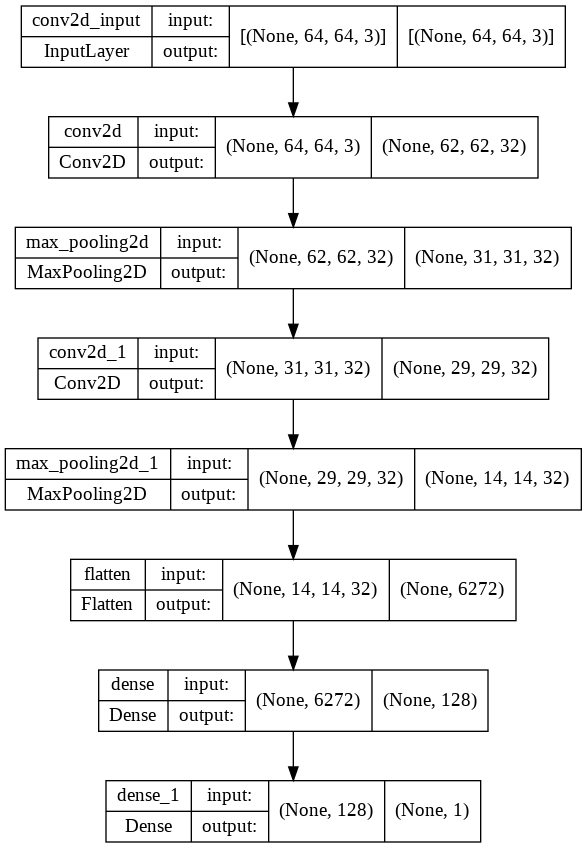 conv2d_input input: [(None, 64, 64, 3)] [(None, 64, 64, 3)]
InputLayer output:
conv2d input: (None, 64, 64, 3) (None, 62, 62, 32)
Conv2D output:
max_pooling2d input: (None, 62, 62, 32) (None, 31, 31, 32)
MaxPooling2D output:
conv2d_1 input: (None, 31, 31, 32) (None, 29, 29, 32)
Conv2D output:
max_pooling2d_1 input: (None, 29, 29, 32) (None, 14, 14, 32)
MaxPooling2D output:
flatten input: (None, 14, 14, 32) (None, 6272)
Flatten output:
dense input: (None, 6272) (None, 128)
Dense output:
dense_1 input: (None, 128) (None, 1)
Dense output: